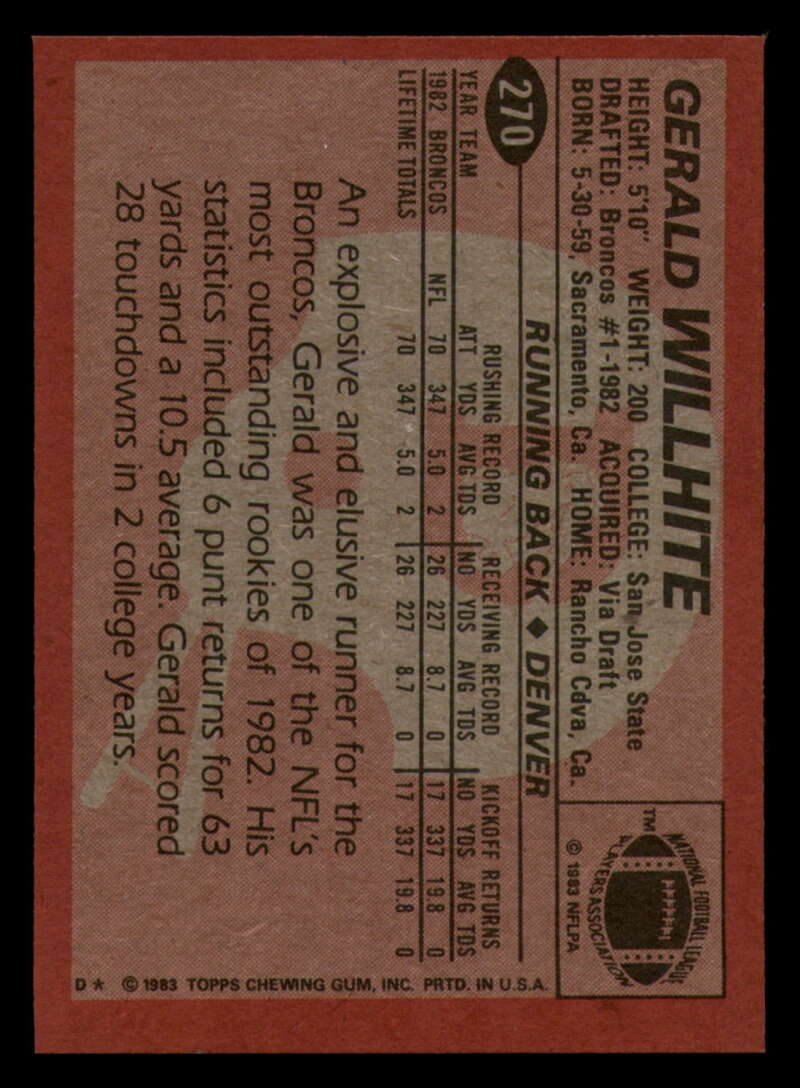 GERALD WILLHITE
HEIGHT: 5'10" WEIGHT: 200 COLLEGE: San Jose State
DRAFTED: Broncos #1-1982 ACQUIRED: Via Draft
BORN: 5-30-59, Sacramento, Ca. HOME: Rancho Cdva, Ca.
TM
NATIONAL FOOTBALL LEAGUE
PLAYERS ASSOCIATION
© 1983 NFLPA
270
RUNNING BACK ♦ DENVER
RUSHING RECORD RECEIVING RECORD KICKOFF RETURNS
YEAR TEAM ATT YDS AVG TDS NO YDS AVG TDS NO YDS AVG TDS
1982 BRONCOS NFL 70 347 5.0 2 26 227 8.7 0 17 337 19.8 0
LIFETIME TOTALS 70 347 5.0 2 26 227 8.7 0 17 337 19.8 0
An explosive and elusive runner for the
Broncos, Gerald was one of the NFL's
most outstanding rookies of 1982. His
statistics included 6 punt returns for 63
yards and a 10.5 average. Gerald scored
28 touchdowns in 2 college years.
D* © 1983 TOPPS CHEWING GUM, INC. PRTD. IN U.S.A.